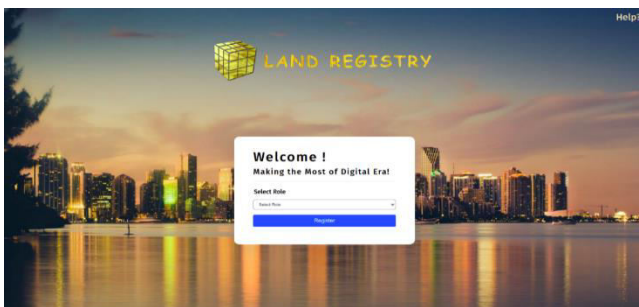 Help?
LAND REGISTRY
Welcome !
Making the Most of Digital Era!
Select Role
Select Role
Register